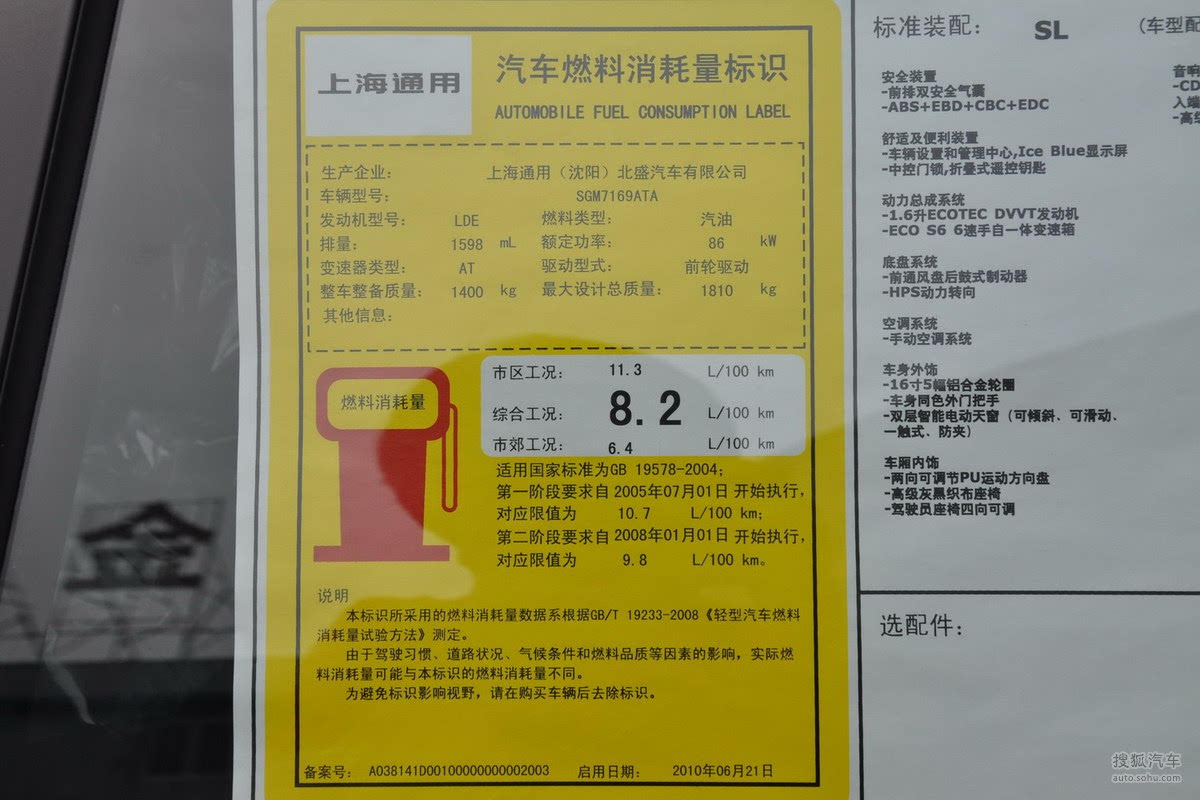 上海通用
汽车燃料消耗量标识
AUTOMOBILE FUEL CONSUMPTION LABEL
生产企业: 上海通用（沈阳）北盛汽车有限公司
车辆型号: SGM7169ATA
发动机型号: LDE 燃料类型: 汽油
排量: 1598 mL 额定功率: 86 kW
变速器类型: AT 驱动型式: 前轮驱动
整车整备质量: 1400 kg 最大设计总质量: 1810 kg
其他信息:
燃料消耗量
市区工况: 11.3 L/100 km
综合工况: 8.2 L/100 km
市郊工况: 6.4 L/100 km
适用国家标准为GB 19578-2004;
第一阶段要求自 2005年07月01日 开始执行,
对应限值为 10.7 L/100 km;
第二阶段要求自 2008年01月01日 开始执行,
对应限值为 9.8 L/100 km。
说明
本标识所采用的燃料消耗量数据系根据GB/T 19233-2008《轻型汽车燃料
消耗量试验方法》测定。
由于驾驶习惯、道路状况、气候条件和燃料品质等因素的影响，实际燃
料消耗量可能与本标识的燃料消耗量不同。
为避免标识影响视野，请在购买车辆后去除标识。
备案号: A038141D00100000000002003 启用日期: 2010年06月21日
标准装配: SL (车型配
安全装置
-前排双安全气囊
-ABS+EBD+CBC+EDC
舒适及便利装置
-车辆设置和管理中心,Ice Blue显示屏
-中控门锁,折叠式遥控钥匙
动力总成系统
-1.6升ECOTEC DVVT发动机
-ECO S6 6速手自一体变速箱
底盘系统
-前通风盘后鼓式制动器
-HPS动力转向
空调系统
-手动空调系统
车身外饰
-16寸5幅铝合金轮圈
-车身同色外门把手
-双层智能电动天窗（可倾斜、可滑动、
一触式、防夹）
车厢内饰
-两向可调节PU运动方向盘
-高级灰黑织布座椅
-驾驶员座椅四向可调
音响
-CD
入端
-高级
选配件:
金
搜狐汽车
auto.sohu.com